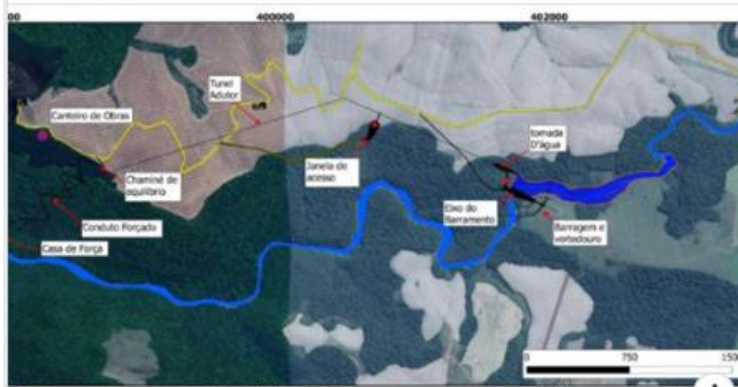 00
400000
402000
Tunel
Adutor
Canteiro de Obras
tomada
D'água
Janela de
acesso
Chaminé de
equilíbrio
Eixo do
Barramento
Barragem e
vertedouro
Conduto Forçado
Casa de Força
0
750
1500